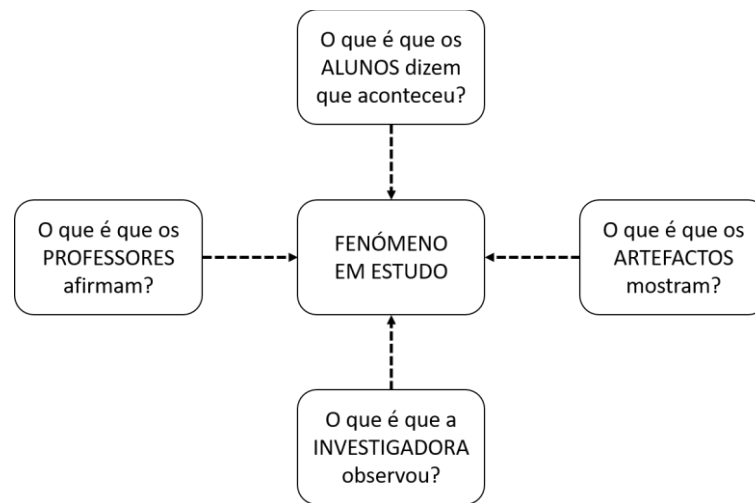 O que é que os
ALUNOS dizem
que aconteceu?
O que é que os
PROFESSORES
afirmam?
FENÓMENO
EM ESTUDO
O que é que os
ARTEFACTOS
mostram?
O que é que a
INVESTIGADORA
observou?